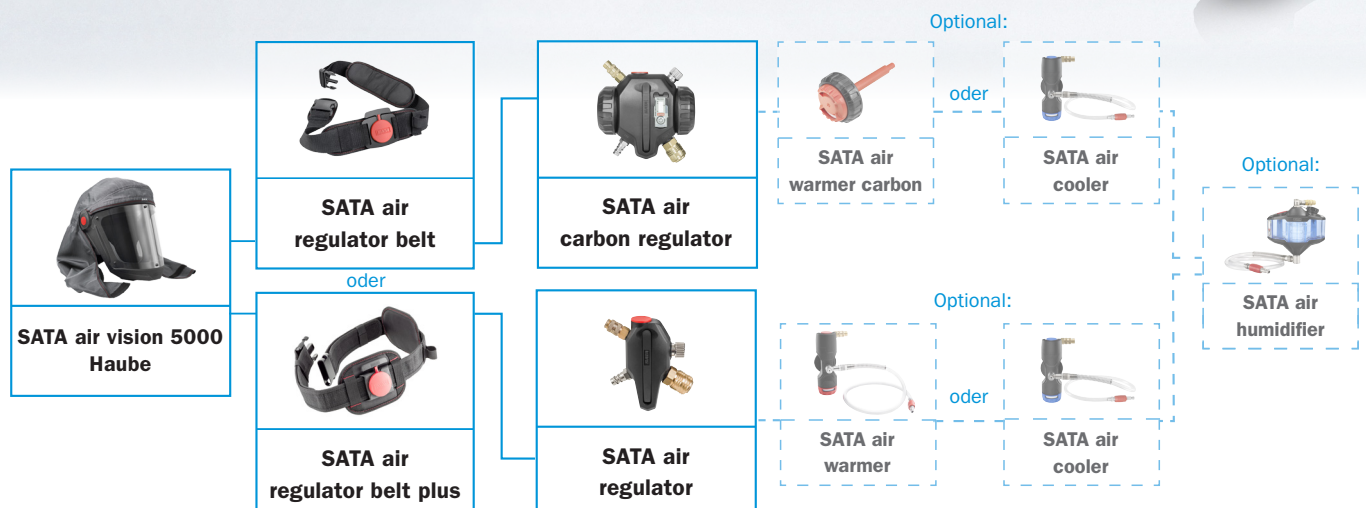 Optional:
SATA air
regulator belt
SATA air
carbon regulator
SATA air
warmer carbon
oder
SATA air
cooler
SATA air vision 5000
Haube
oder
SATA air
regulator belt plus
SATA air
regulator
Optional:
SATA air
warmer
oder
SATA air
cooler
Optional:
SATA air
humidifier